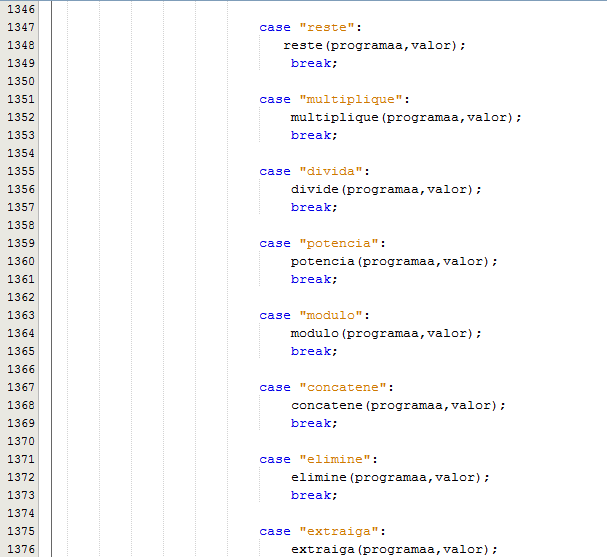 1346
1347 case "reste":
1348 reste(programaa,valor);
1349 break;
1350
1351 case "multiplique":
1352 multiplique(programaa,valor);
1353 break;
1354
1355 case "divida":
1356 divide(programaa,valor);
1357 break;
1358
1359 case "potencia":
1360 potencia(programaa,valor);
1361 break;
1362
1363 case "modulo":
1364 modulo(programaa,valor);
1365 break;
1366
1367 case "concatene":
1368 concatene(programaa,valor);
1369 break;
1370
1371 case "elimine":
1372 elimine(programaa,valor);
1373 break;
1374
1375 case "extraiga":
1376 extraiga(programaa,valor);